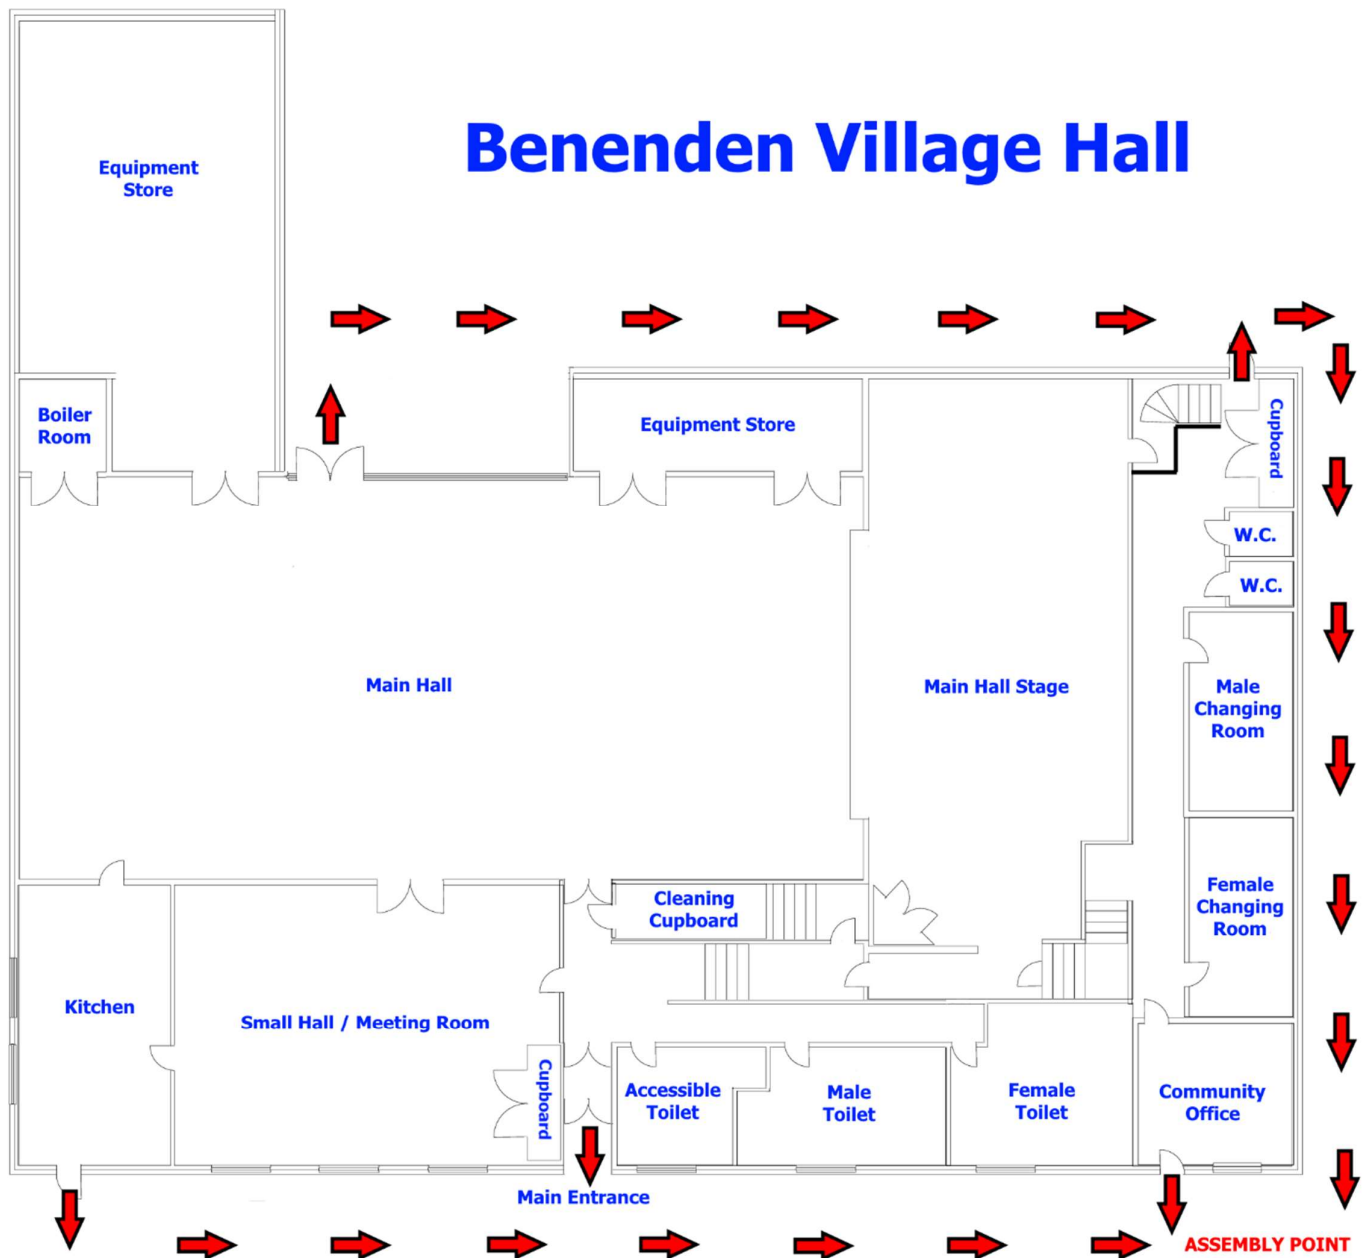 Benenden Village Hall
Equipment
Store
Boiler
Room
Equipment Store
Cupboard
W.C.
W.C.
Main Hall
Main Hall Stage
Male
Changing
Room
Cleaning
Cupboard
Female
Changing
Room
Kitchen
Small Hall / Meeting Room
Cupboard
Accessible
Toilet
Male
Toilet
Female
Toilet
Community
Office
Main Entrance
ASSEMBLY POINT